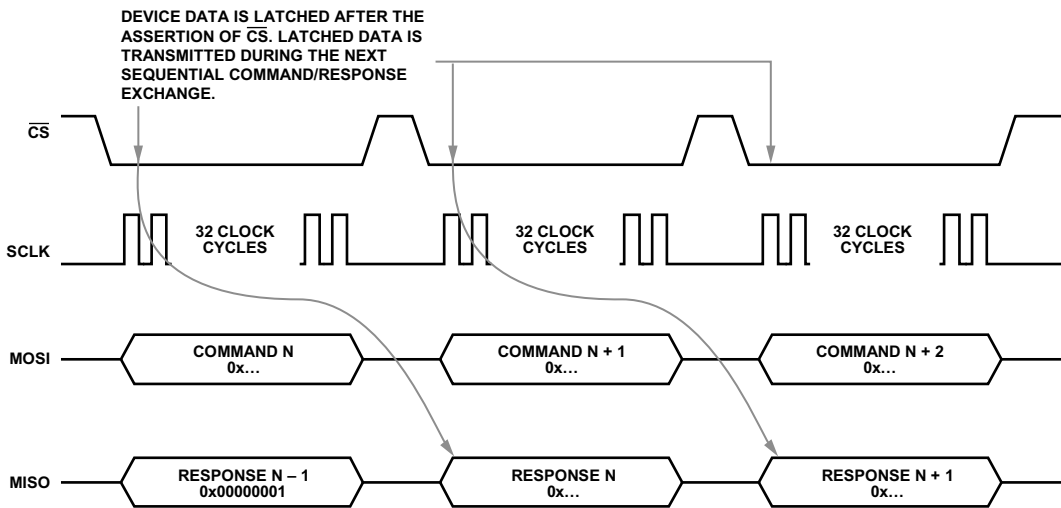 DEVICE DATA IS LATCHED AFTER THE
ASSERTION OF C̅S̅. LATCHED DATA IS
TRANSMITTED DURING THE NEXT
SEQUENTIAL COMMAND/RESPONSE
EXCHANGE.
C̅S̅
SCLK
32 CLOCK
CYCLES
32 CLOCK
CYCLES
32 CLOCK
CYCLES
MOSI
COMMAND N
0x…
COMMAND N + 1
0x…
COMMAND N + 2
0x…
MISO
RESPONSE N – 1
0x00000001
RESPONSE N
0x…
RESPONSE N + 1
0x…